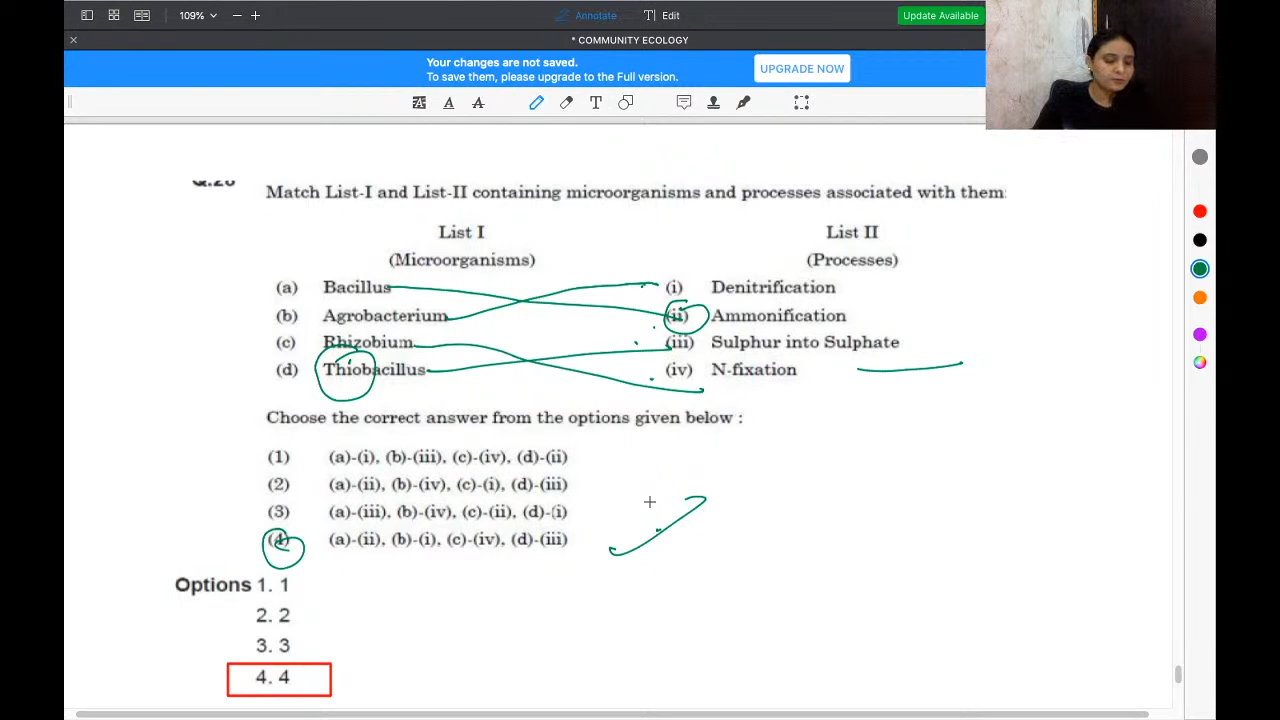 109%
Annotate
Edit
Update Available
* COMMUNITY ECOLOGY
Your changes are not saved.
To save them, please upgrade to the Full version.
UPGRADE NOW
Match List-I and List-II containing microorganisms and processes associated with them:
List I List II
(Microorganisms) (Processes)
(a) Bacillus (i) Denitrification
(b) Agrobacterium (ii) Ammonification
(c) Rhizobium (iii) Sulphur into Sulphate
(d) Thiobacillus (iv) N-fixation
Choose the correct answer from the options given below :
(1) (a)-(i), (b)-(iii), (c)-(iv), (d)-(ii)
(2) (a)-(ii), (b)-(iv), (c)-(i), (d)-(iii)
(3) (a)-(iii), (b)-(iv), (c)-(ii), (d)-(i)
(4) (a)-(ii), (b)-(i), (c)-(iv), (d)-(iii)
Options 1. 1
2. 2
3. 3
4. 4